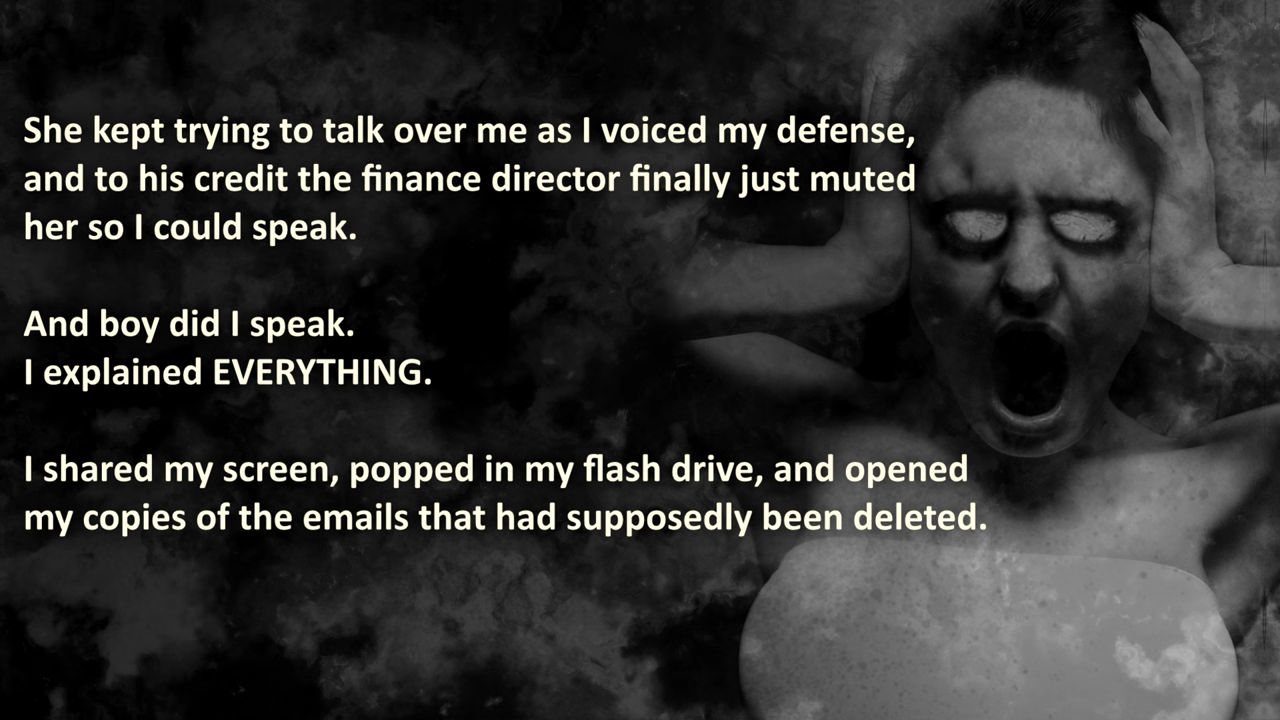 She kept trying to talk over me as I voiced my defense,
and to his credit the finance director finally just muted
her so I could speak.
And boy did I speak.
I explained EVERYTHING.
I shared my screen, popped in my flash drive, and opened
my copies of the emails that had supposedly been deleted.